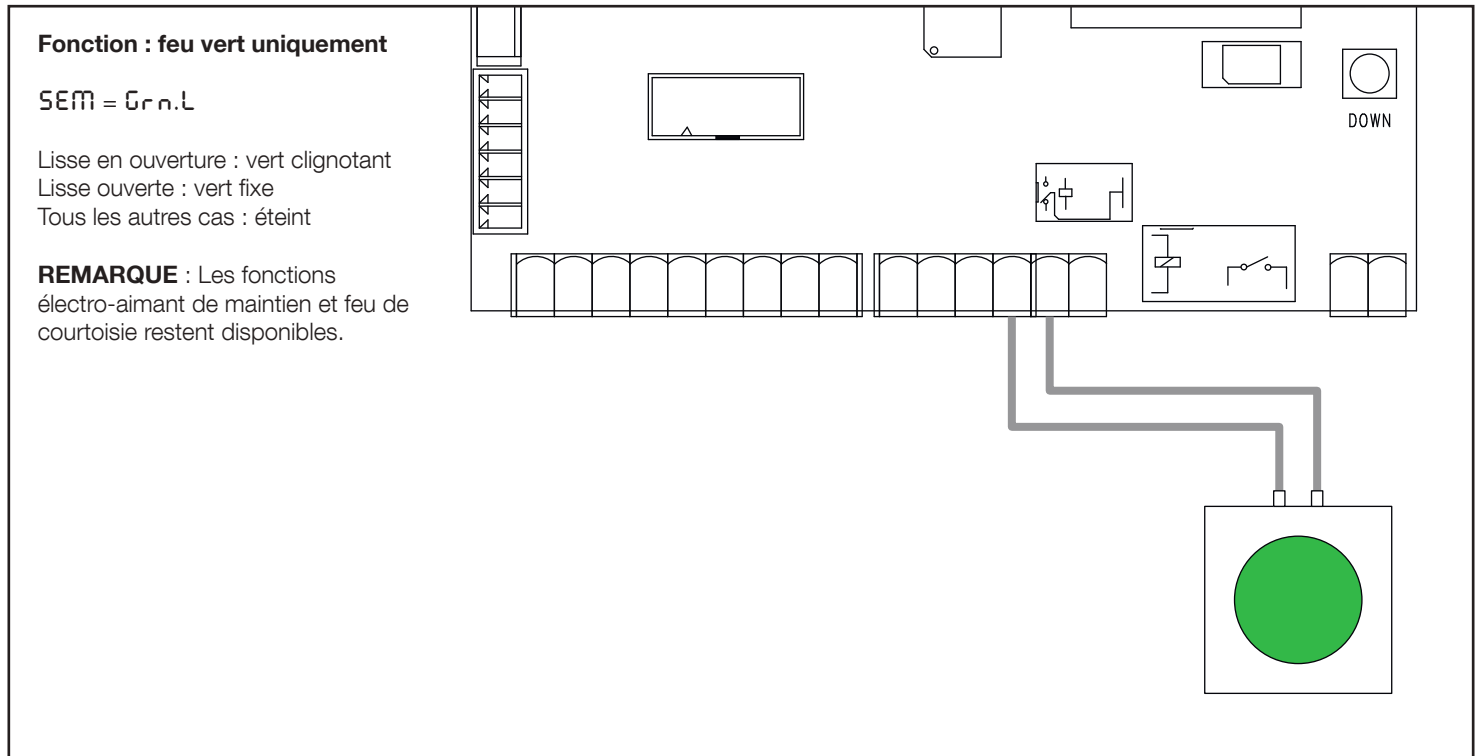 Fonction : feu vert uniquement
SEM = Grn.L
Lisse en ouverture : vert clignotant
Lisse ouverte : vert fixe
Tous les autres cas : éteint
REMARQUE : Les fonctions
électro-aimant de maintien et feu de
courtoisie restent disponibles.
DOWN